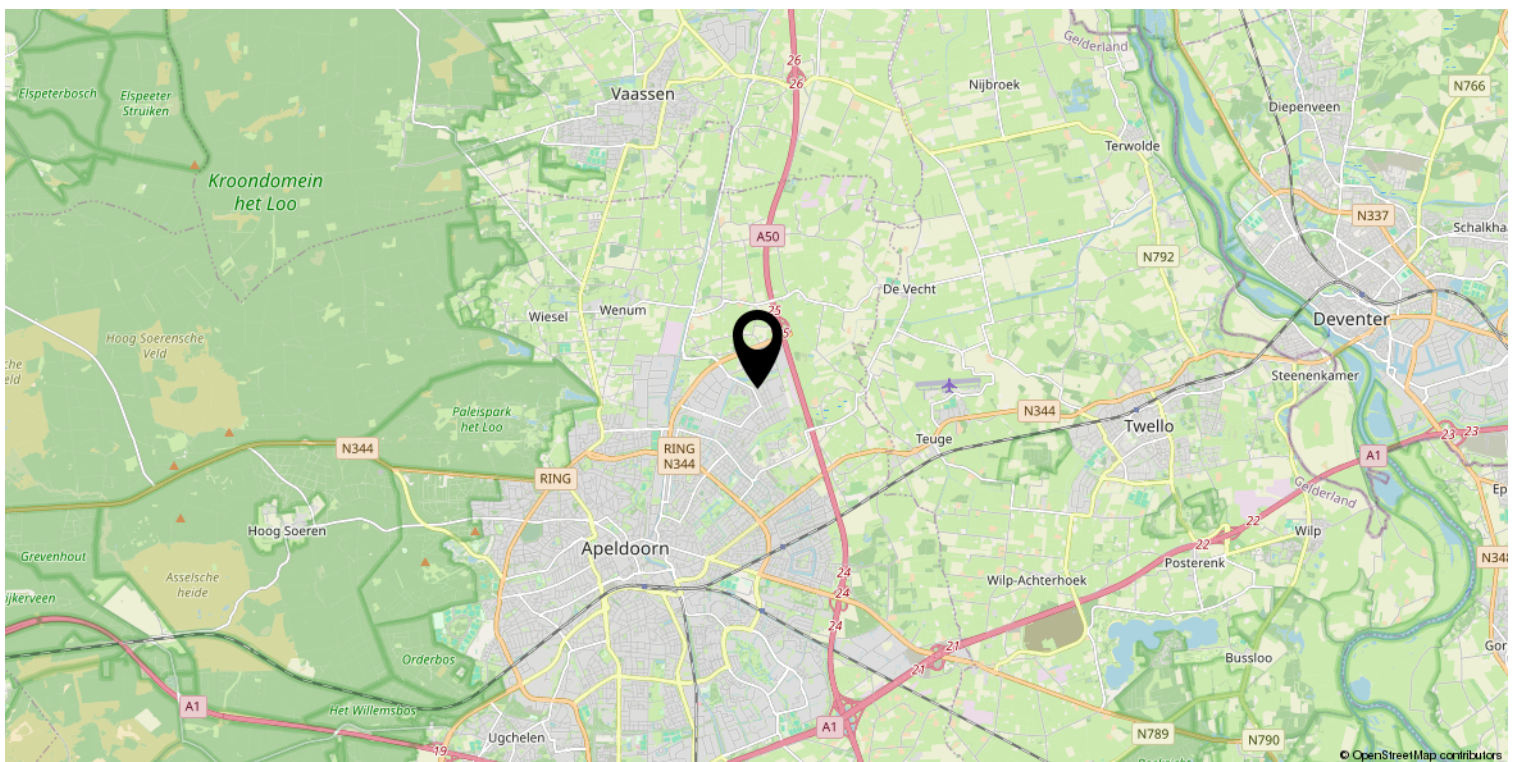 26
Gelderland
Vaassen
26
Nijbroek
N766
Elspeterbosch
Elspeeter
Struiken
Diepenveen
Terwolde
Kroondomein
het Loo
N337
A50
Schalkha
N792
De Vecht
Wiesel
Wenum
25
Deventer
Hoog Soerensche
Veld
Steenenkamer
Paleispark
het Loo
N344
Twello
Teuge
23
23
N344
RING
N344
A1
RING
Gelderland
Hoog Soeren
22
Wilp
22
Apeldoorn
Grevenhout
N348
Posterenk
Asselsche
heide
24
24
Wilp-Achterhoek
ijkerveen
24
21
Gor
Orderbos
Bussloo
21
A1
Het Willemsbos
A1
N789
Ugchelen
N790
19
© OpenStreetMap contributors